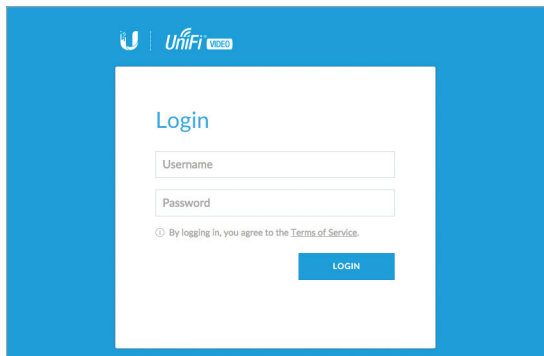 U UniFi VIDEO
Login
Username
Password
By logging in, you agree to the Terms of Service.
LOGIN